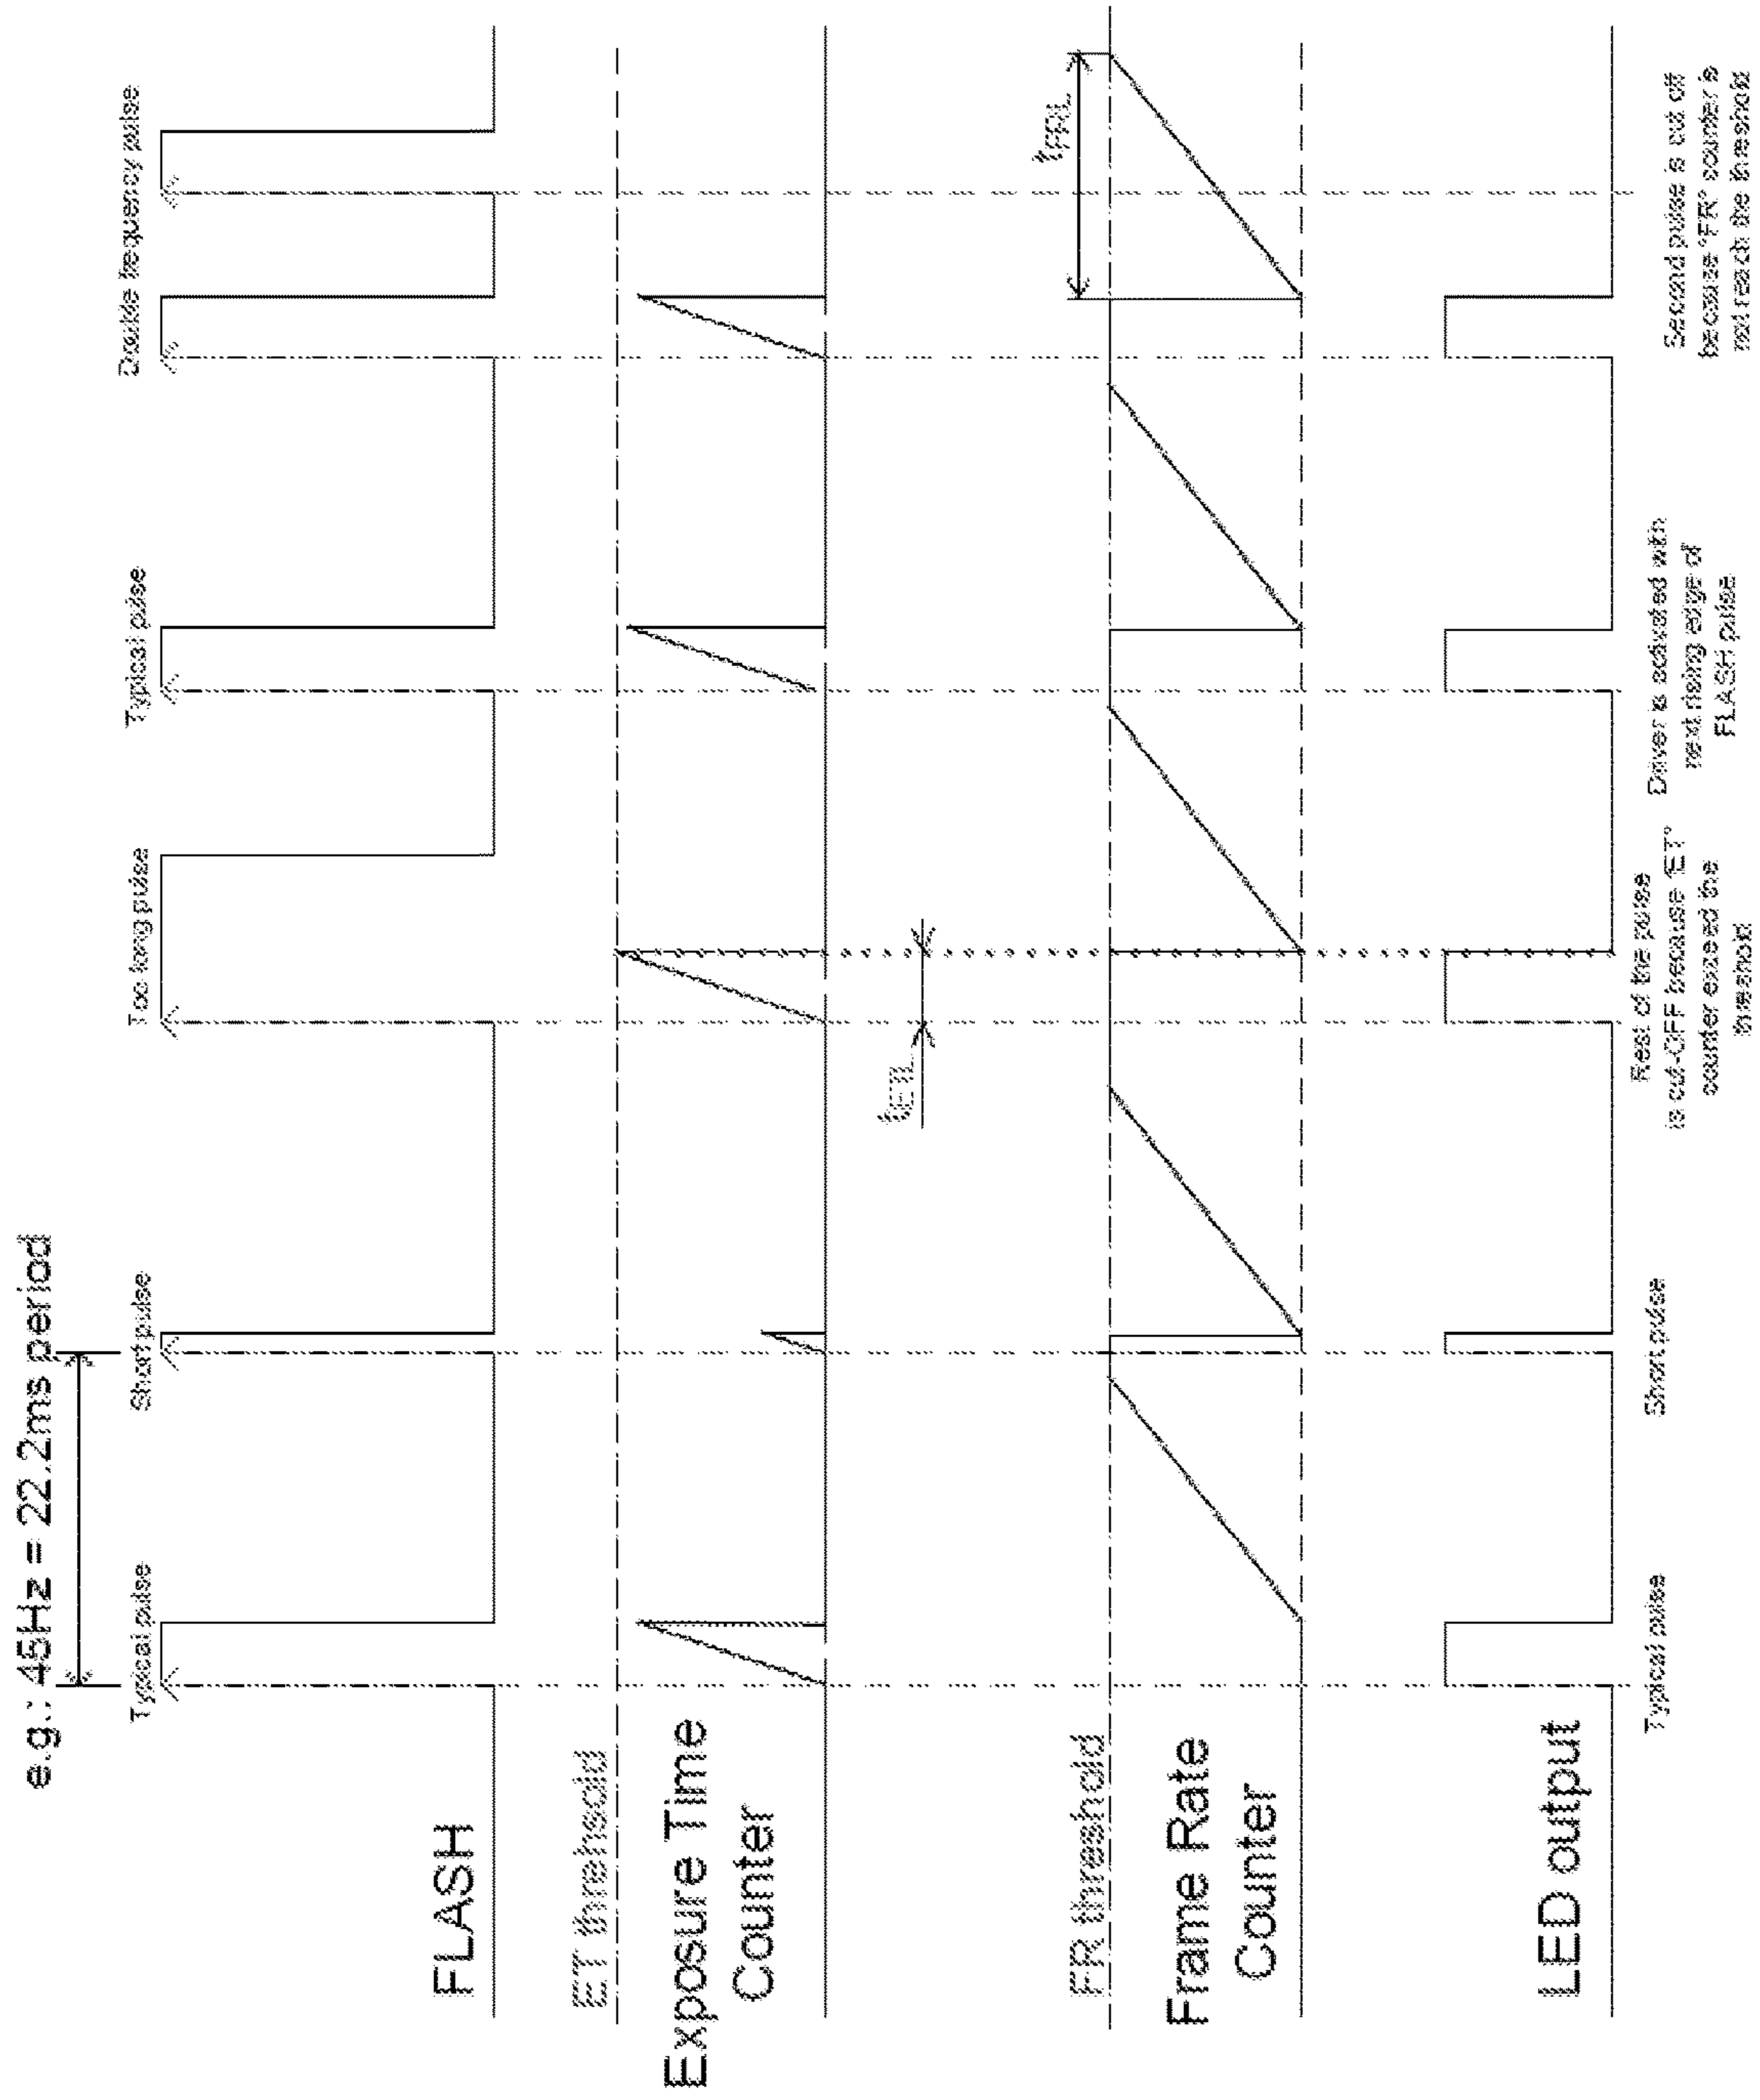 e.g.: 45Hz = 22.2ms period
Typical pulse
Short pulse
Too long pulse
Typical pulse
Double frequency pulse
FLASH
ET threhsold
Exposure Time
Counter
tETL
FR threshold
Frame Rate
Counter
tFRL
LED output
Typical pulse
Short pulse
Rest of the pulse
is cut-OFF because "ET"
counter exceed the
threshold
Driver is activated with
next rising edge of
FLASH pulse
Second pulse is cut off
because "FR" counter is
not reach the threshold